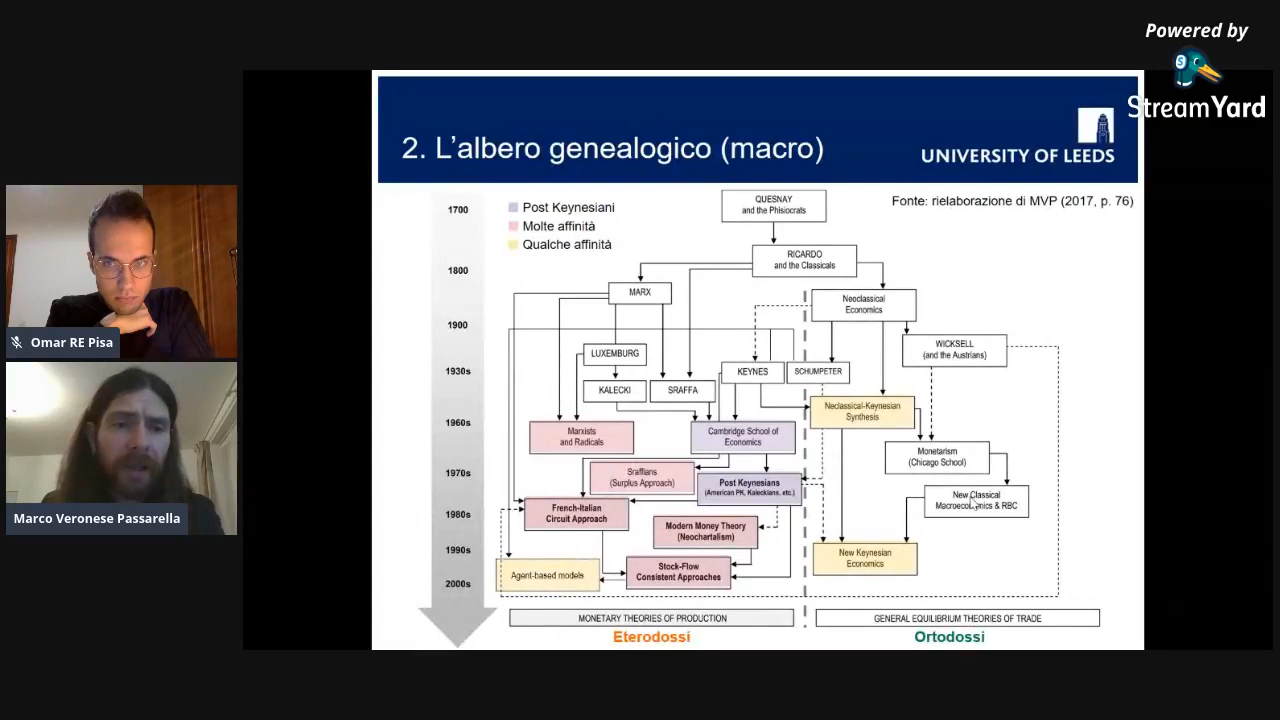 Powered by
StreamYard
2. L'albero genealogico (macro)
UNIVERSITY OF LEEDS
Fonte: rielaborazione di MVP (2017, p. 76)
Post Keynesiani
Molte affinità
Qualche affinità
1700
1800
1900
1930s
1960s
1970s
1980s
1990s
2000s
QUESNAY
and the Phisiocrats
RICARDO
and the Classicals
MARX
Neoclassical
Economics
WICKSELL
(and the Austrians)
LUXEMBURG
KEYNES
SCHUMPETER
KALECKI
SRAFFA
Neoclassical-Keynesian
Synthesis
Marxists
and Radicals
Cambridge School of
Economics
Monetarism
(Chicago School)
Sraffians
(Surplus Approach)
Post Keynesians
(American PK, Kaleckians, etc.)
New Classical
Macroeconomics & RBC
French-Italian
Circuit Approach
Modern Money Theory
(Neochartalism)
New Keynesian
Economics
Agent-based models
Stock-Flow
Consistent Approaches
MONETARY THEORIES OF PRODUCTION
GENERAL EQUILIBRIUM THEORIES OF TRADE
Eterodossi
Ortodossi
Omar RE Pisa
Marco Veronese Passarella